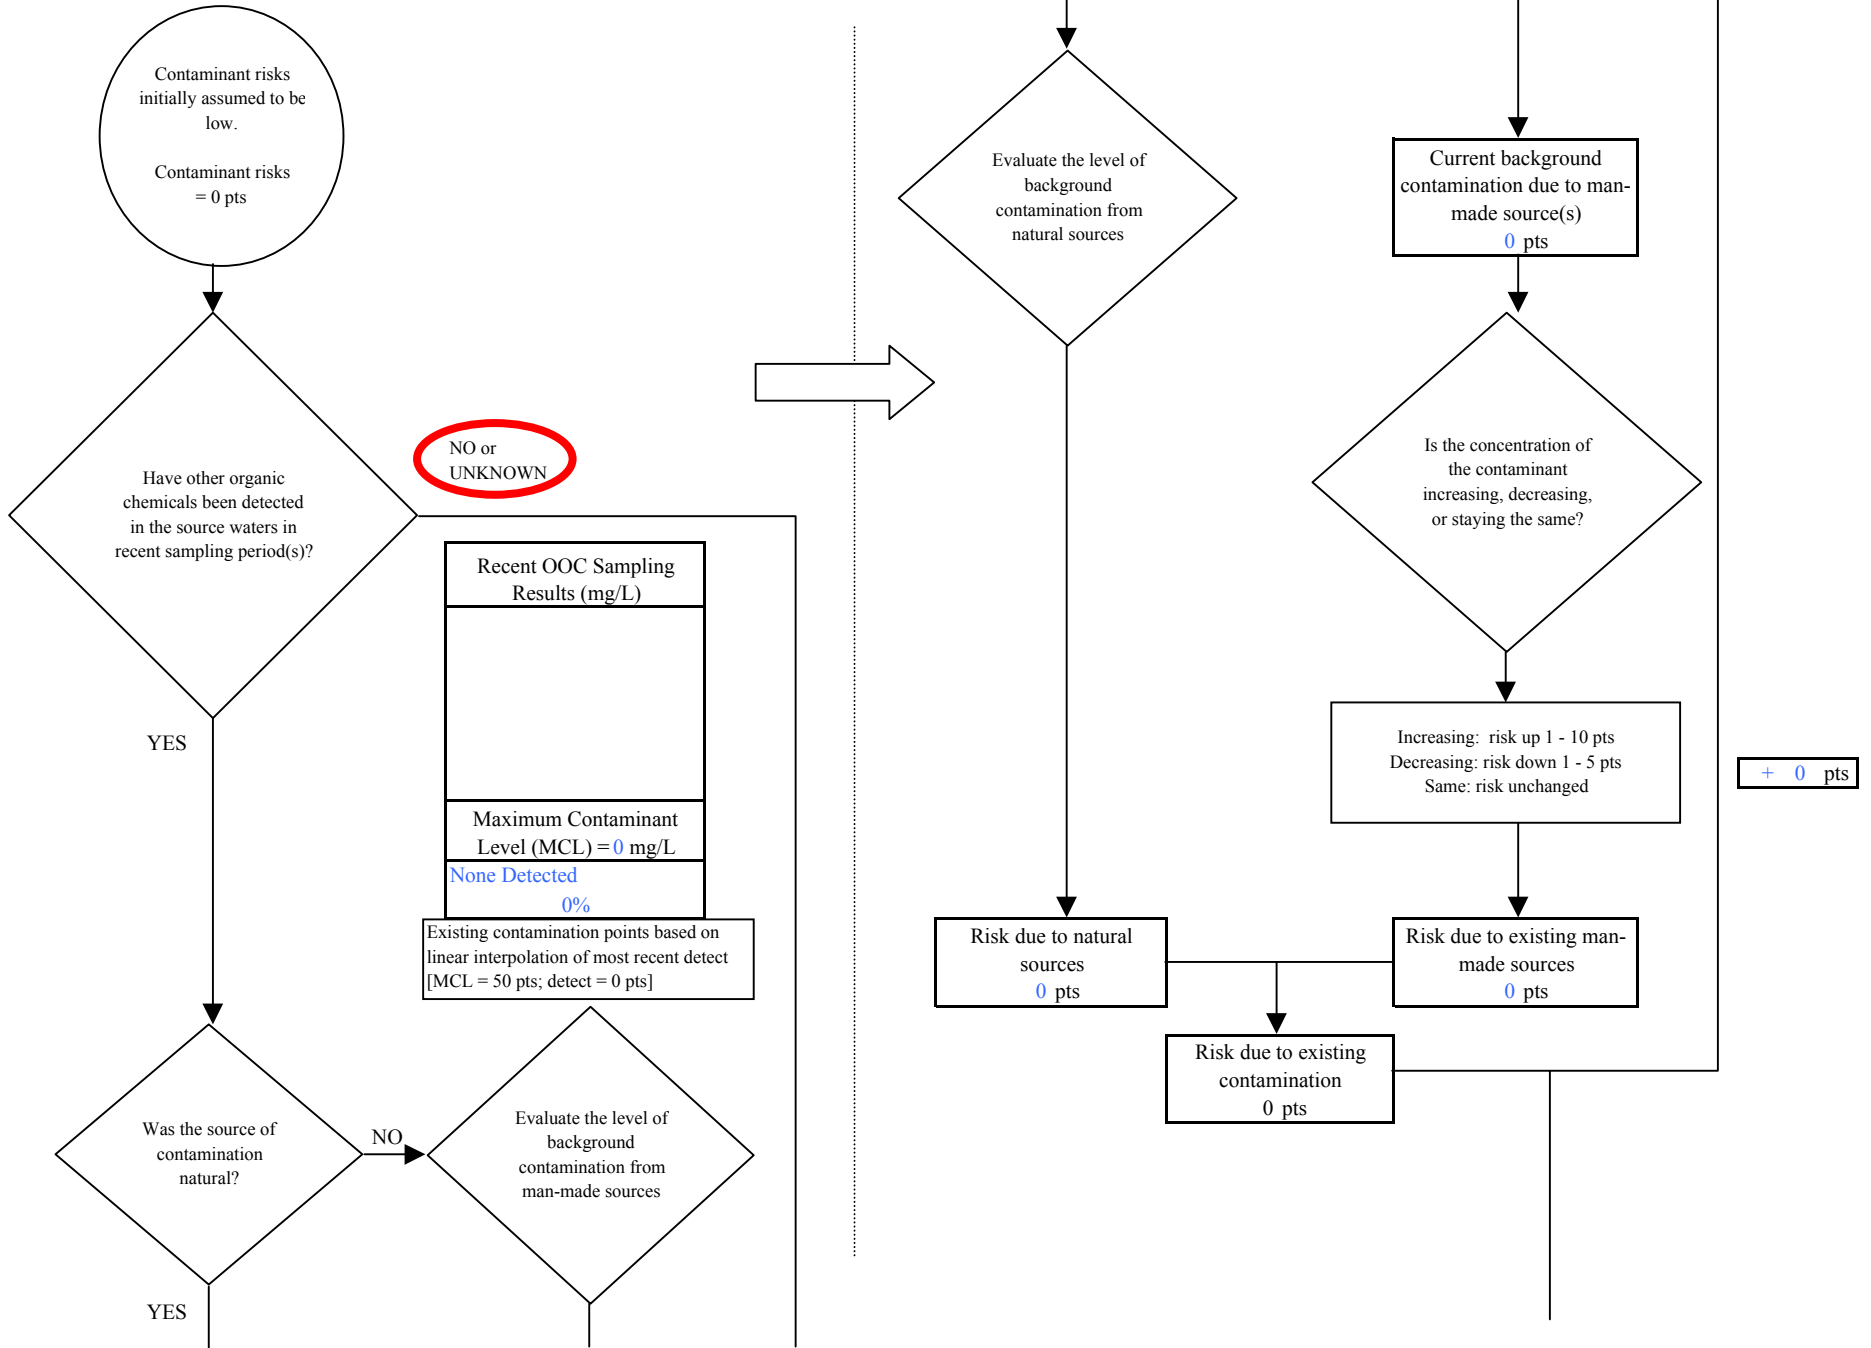 Contaminant risks
initially assumed to be
low.
Contaminant risks
= 0 pts
Have other organic
chemicals been detected
in the source waters in
recent sampling period(s)?
NO or
UNKNOWN
YES
Recent OOC Sampling
Results (mg/L)
Maximum Contaminant
Level (MCL) = 0 mg/L
None Detected
0%
Existing contamination points based on
linear interpolation of most recent detect
[MCL = 50 pts; detect = 0 pts]
Was the source of
contamination
natural?
NO
YES
Evaluate the level of
background
contamination from
man-made sources
Evaluate the level of
background
contamination from
natural sources
Current background
contamination due to man-
made source(s)
0 pts
Is the concentration of
the contaminant
increasing, decreasing,
or staying the same?
Increasing: risk up 1 - 10 pts
Decreasing: risk down 1 - 5 pts
Same: risk unchanged
+ 0 pts
Risk due to natural
sources
0 pts
Risk due to existing man-
made sources
0 pts
Risk due to existing
contamination
0 pts